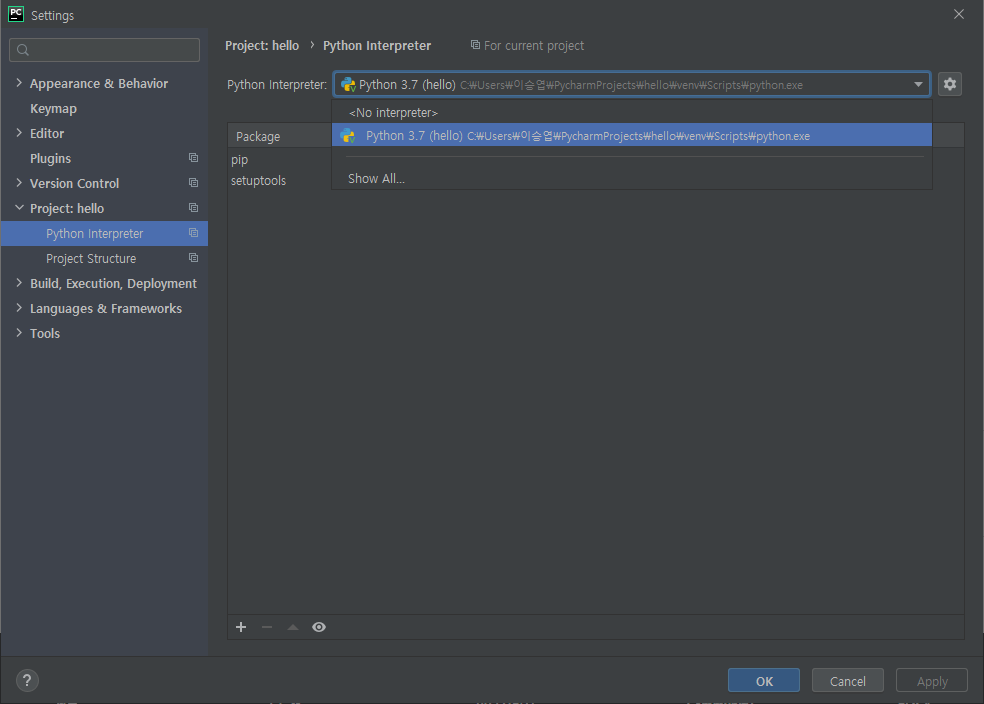 PC
Settings
Project: hello › Python Interpreter For current project
Python Interpreter: Python 3.7 (hello) C:₩Users₩이승엽₩PycharmProjects₩hello₩venv₩Scripts₩python.exe
<No interpreter>
Python 3.7 (hello) C:₩Users₩이승엽₩PycharmProjects₩hello₩venv₩Scripts₩python.exe
Show All...
Package
pip
setuptools
Appearance & Behavior
Keymap
Editor
Plugins
Version Control
Project: hello
Python Interpreter
Project Structure
Build, Execution, Deployment
Languages & Frameworks
Tools
?
OK
Cancel
Apply